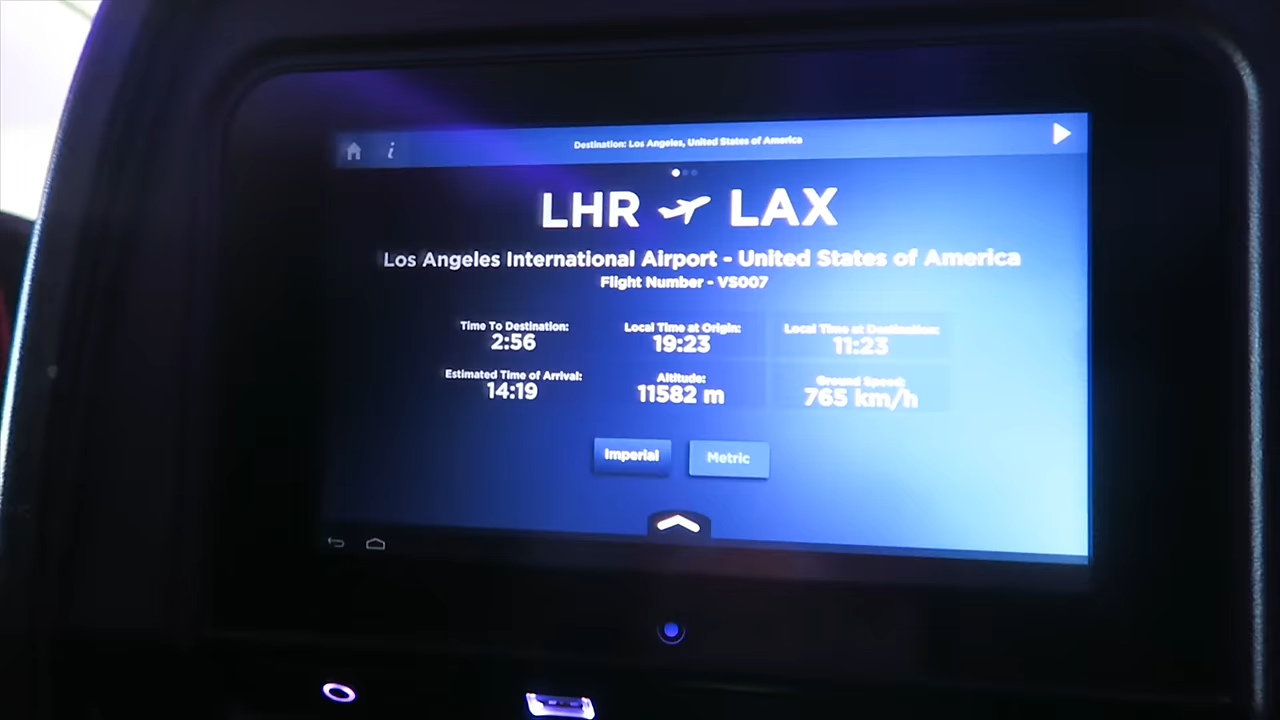 Destination: Los Angeles, United States of America
LHR LAX
Los Angeles International Airport - United States of America
Flight Number - VS007
Time To Destination: Local Time at Origin: Local Time at Destination:
2:56 19:23 11:23
Estimated Time of Arrival: Altitude: Ground Speed:
14:19 11582 m 765 km/h
Imperial Metric